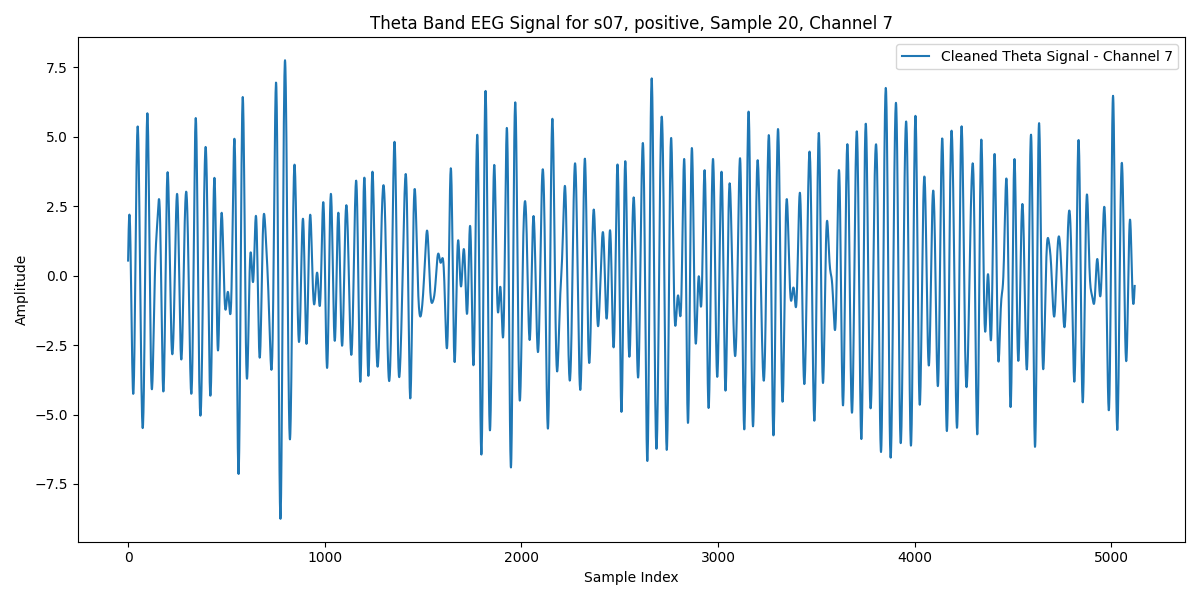 Theta Band EEG Signal for s07, positive, Sample 20, Channel 7
Cleaned Theta Signal - Channel 7
7.5
5.0
2.5
0.0
−2.5
−5.0
−7.5
Amplitude
0 1000 2000 3000 4000 5000
Sample Index